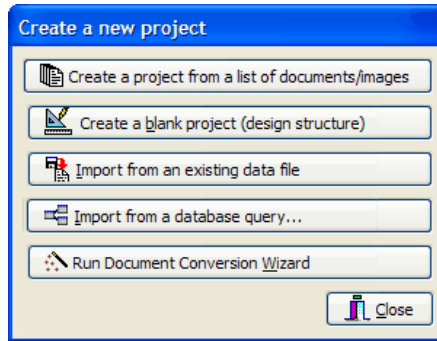 Create a new project
Create a project from a list of documents/images
Create a blank project (design structure)
Import from an existing data file
Import from a database query...
Run Document Conversion Wizard
Close